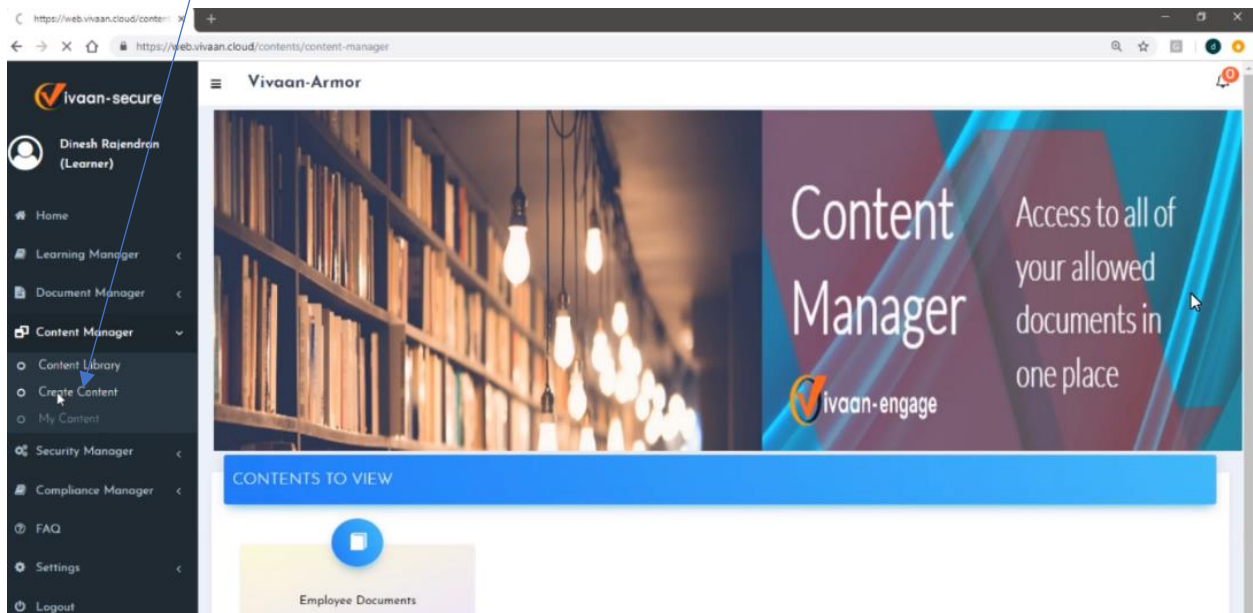 https://web.vivaan.cloud/conten
https://web.vivaan.cloud/contents/content-manager
ivaan-secure
Vivaan-Armor
0
Dinesh Rajendran
(Learner)
Home
Learning Manager
Document Manager
Content Manager
Content Library
Create Content
My Content
Security Manager
Compliance Manager
FAQ
Settings
Logout
Content
Manager
ivaan-engage
Access to all of
your allowed
documents in
one place
CONTENTS TO VIEW
Employee Documents